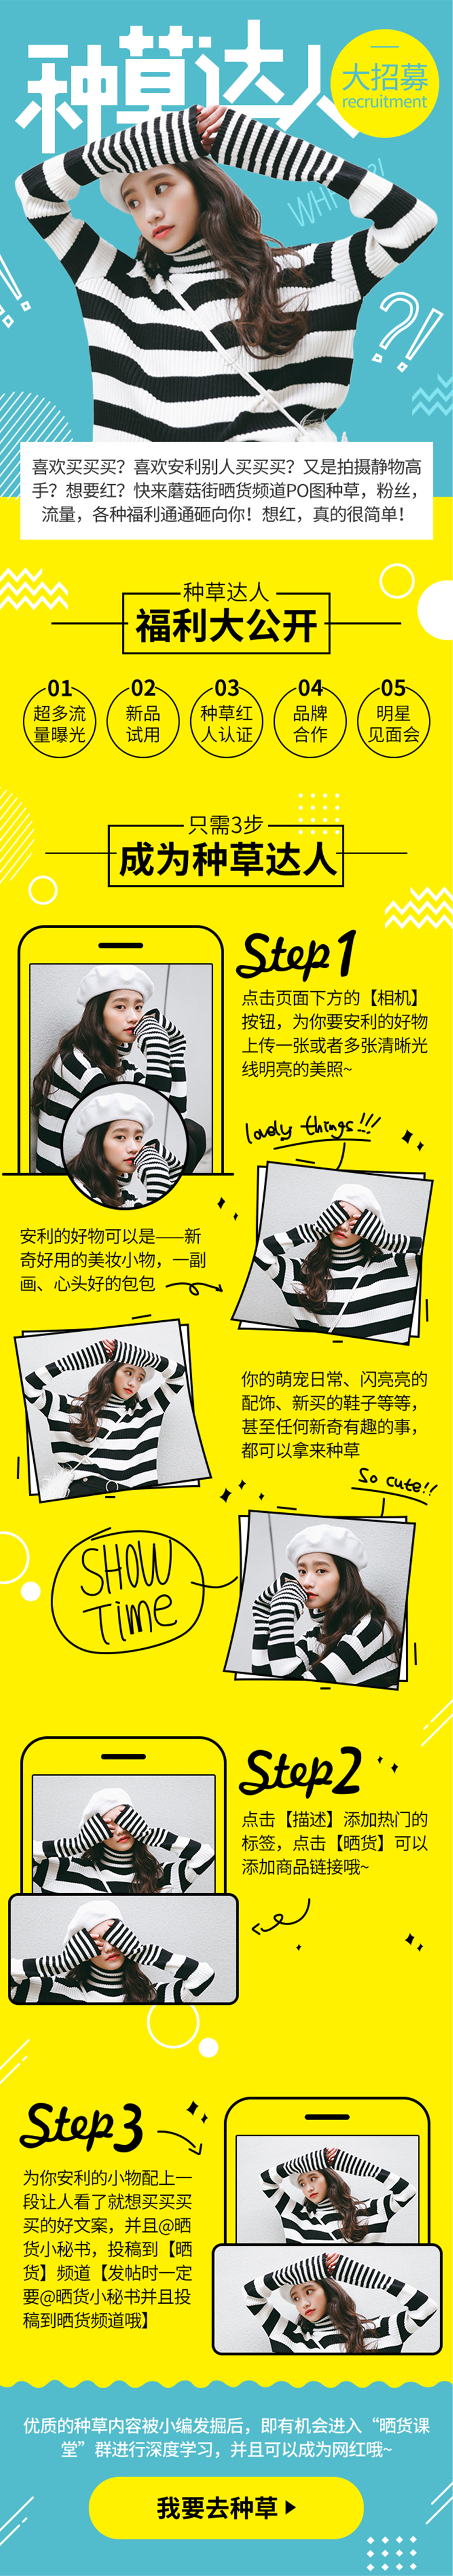 种草达人
大招募
recruitment
WHAT?!
?!
喜欢买买买？喜欢安利别人买买买？又是拍摄静物高
手？想要红？快来蘑菇街晒货频道PO图种草，粉丝，
流量，各种福利通通砸向你！想红，真的很简单！
种草达人
福利大公开
01
超多流
量曝光
02
新品
试用
03
种草红
人认证
04
品牌
合作
05
明星
见面会
只需3步
成为种草达人
Step1
点击页面下方的【相机】
按钮，为你要安利的好物
上传一张或者多张清晰光
线明亮的美照~
lovely things!!!
安利的好物可以是——新
奇好用的美妆小物，一副
画、心头好的包包
你的萌宠日常、闪亮亮的
配饰、新买的鞋子等等，
甚至任何新奇有趣的事，
都可以拿来种草
So cute!!
SHOW
Time
Step2
点击【描述】添加热门的
标签，点击【晒货】可以
添加商品链接哦~
Step3
为你安利的小物配上一
段让人看了就想买买买
买的好文案，并且@晒
货小秘书，投稿到【晒
货】频道【发帖时一定
要@晒货小秘书并且投
稿到晒货频道哦】
优质的种草内容被小编发掘后，即有机会进入“晒货课
堂”群进行深度学习，并且可以成为网红哦~
我要去种草